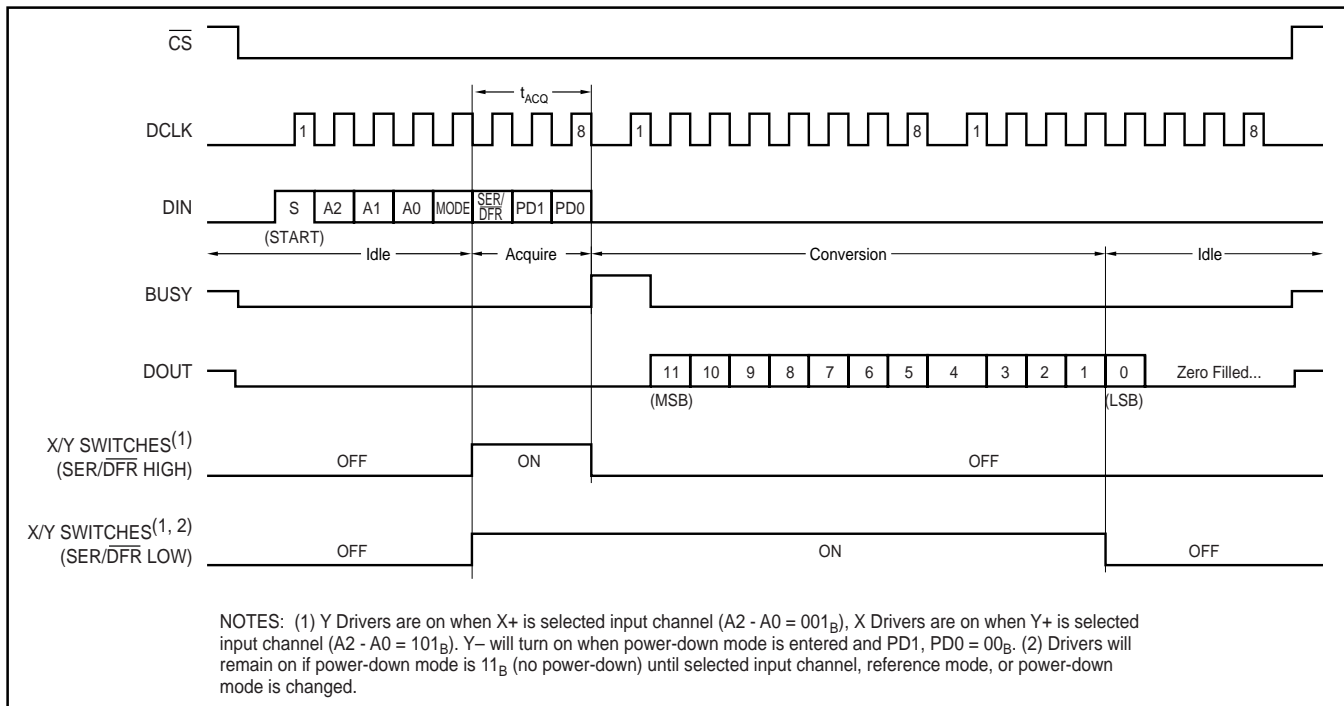 CS
tACQ
DCLK 1 8 1 8 1 8
DIN S A2 A1 A0 MODE SER/DFR PD1 PD0
(START)
Idle Acquire Conversion Idle
BUSY
DOUT 11 10 9 8 7 6 5 4 3 2 1 0 Zero Filled...
(MSB) (LSB)
X/Y SWITCHES(1)
(SER/DFR HIGH) OFF ON OFF
X/Y SWITCHES(1, 2)
(SER/DFR LOW) OFF ON OFF
NOTES: (1) Y Drivers are on when X+ is selected input channel (A2 - A0 = 001B), X Drivers are on when Y+ is selected
input channel (A2 - A0 = 101B). Y– will turn on when power-down mode is entered and PD1, PD0 = 00B. (2) Drivers will
remain on if power-down mode is 11B (no power-down) until selected input channel, reference mode, or power-down
mode is changed.